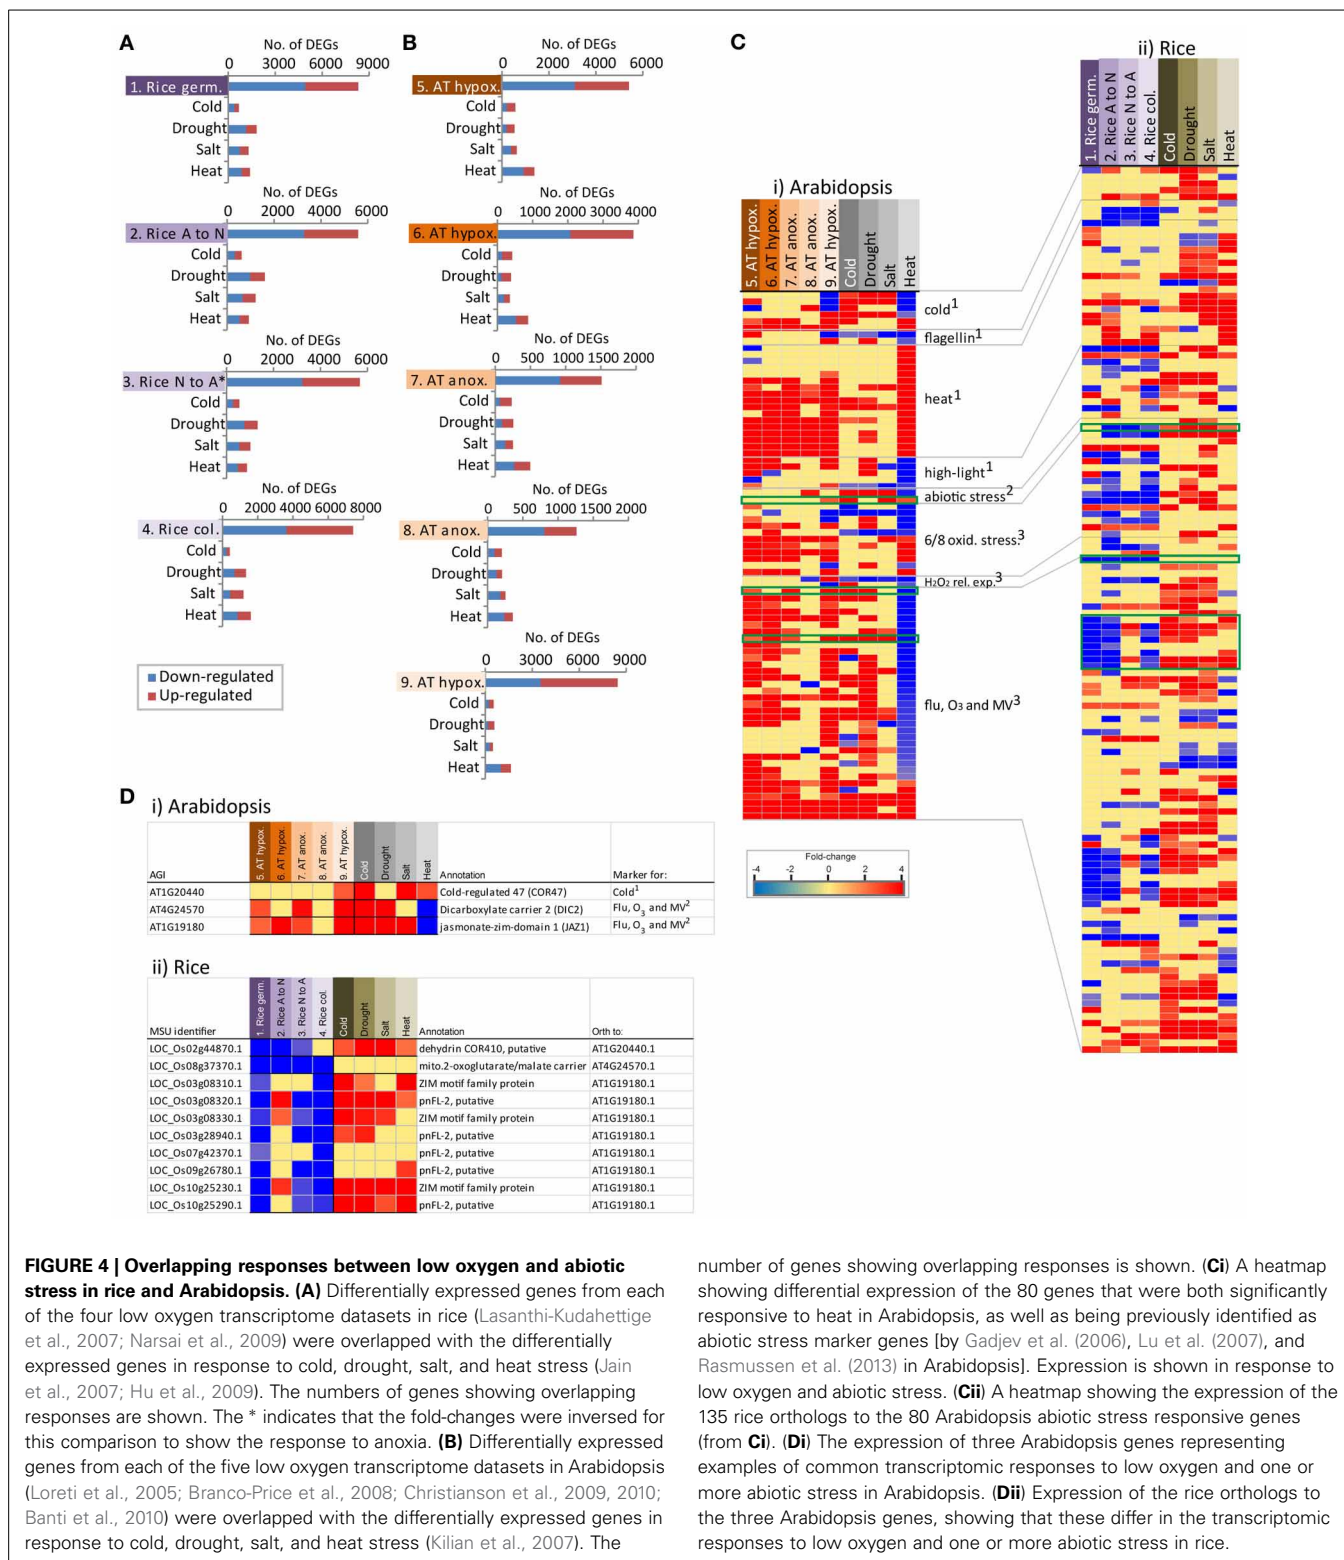 A
No. of DEGs
0 3000 6000 9000
1. Rice germ.
Cold
Drought
Salt
Heat
No. of DEGs
0 2000 4000 6000
2. Rice A to N
Cold
Drought
Salt
Heat
No. of DEGs
0 2000 4000 6000
3. Rice N to A*
Cold
Drought
Salt
Heat
No. of DEGs
0 2000 4000 6000 8000
4. Rice col.
Cold
Drought
Salt
Heat
Down-regulated
Up-regulated
B
No. of DEGs
0 2000 4000 6000
5. AT hypox.
Cold
Drought
Salt
Heat
No. of DEGs
0 1000 2000 3000 4000
6. AT hypox.
Cold
Drought
Salt
Heat
No. of DEGs
0 500 1000 1500 2000
7. AT anox.
Cold
Drought
Salt
Heat
No. of DEGs
0 500 1000 1500 2000
8. AT anox.
Cold
Drought
Salt
Heat
No. of DEGs
0 3000 6000 9000
9. AT hypox.
Cold
Drought
Salt
Heat
C
i) Arabidopsis
5. AT hypox.
6. AT hypox.
7. AT anox.
8. AT anox.
9. AT hypox.
Cold
Drought
Salt
Heat
cold1
flagellin1
heat1
high-light1
abiotic stress2
6/8 oxid. stress.3
H2O2 rel. exp.3
flu, O3 and MV3
Fold-change
-4 -2 0 2 4
ii) Rice
1. Rice germ.
2. Rice A to N
3. Rice N to A
4. Rice col.
Cold
Drought
Salt
Heat
D
i) Arabidopsis
AGI 5. AT hypox. 6. AT hypox. 7. AT anox. 8. AT anox. 9. AT hypox. Cold Drought Salt Heat Annotation Marker for:
AT1G20440 Cold-regulated 47 (COR47) Cold1
AT4G24570 Dicarboxylate carrier 2 (DIC2) Flu, O3 and MV2
AT1G19180 jasmonate-zim-domain 1 (JAZ1) Flu, O3 and MV2
ii) Rice
MSU identifier 1. Rice germ. 2. Rice A to N 3. Rice N to A 4. Rice col. Cold Drought Salt Heat Annotation Orth to:
LOC_Os02g44870.1 dehydrin COR410, putative AT1G20440.1
LOC_Os08g37370.1 mito.2-oxoglutarate/malate carrier AT4G24570.1
LOC_Os03g08310.1 ZIM motif family protein AT1G19180.1
LOC_Os03g08320.1 pnFL-2, putative AT1G19180.1
LOC_Os03g08330.1 ZIM motif family protein AT1G19180.1
LOC_Os03g28940.1 pnFL-2, putative AT1G19180.1
LOC_Os07g42370.1 pnFL-2, putative AT1G19180.1
LOC_Os09g26780.1 pnFL-2, putative AT1G19180.1
LOC_Os10g25230.1 ZIM motif family protein AT1G19180.1
LOC_Os10g25290.1 pnFL-2, putative AT1G19180.1
FIGURE 4 | Overlapping responses between low oxygen and abiotic
stress in rice and Arabidopsis. (A) Differentially expressed genes from each
of the four low oxygen transcriptome datasets in rice (Lasanthi-Kudahettige
et al., 2007; Narsai et al., 2009) were overlapped with the differentially
expressed genes in response to cold, drought, salt, and heat stress (Jain
et al., 2007; Hu et al., 2009). The numbers of genes showing overlapping
responses are shown. The * indicates that the fold-changes were inversed for
this comparison to show the response to anoxia. (B) Differentially expressed
genes from each of the five low oxygen transcriptome datasets in Arabidopsis
(Loreti et al., 2005; Branco-Price et al., 2008; Christianson et al., 2009, 2010;
Banti et al., 2010) were overlapped with the differentially expressed genes in
response to cold, drought, salt, and heat stress (Kilian et al., 2007). The
number of genes showing overlapping responses is shown. (Ci) A heatmap
showing differential expression of the 80 genes that were both significantly
responsive to heat in Arabidopsis, as well as being previously identified as
abiotic stress marker genes [by Gadjev et al. (2006), Lu et al. (2007), and
Rasmussen et al. (2013) in Arabidopsis]. Expression is shown in response to
low oxygen and abiotic stress. (Cii) A heatmap showing the expression of the
135 rice orthologs to the 80 Arabidopsis abiotic stress responsive genes
(from Ci). (Di) The expression of three Arabidopsis genes representing
examples of common transcriptomic responses to low oxygen and one or
more abiotic stress in Arabidopsis. (Dii) Expression of the rice orthologs to
the three Arabidopsis genes, showing that these differ in the transcriptomic
responses to low oxygen and one or more abiotic stress in rice.